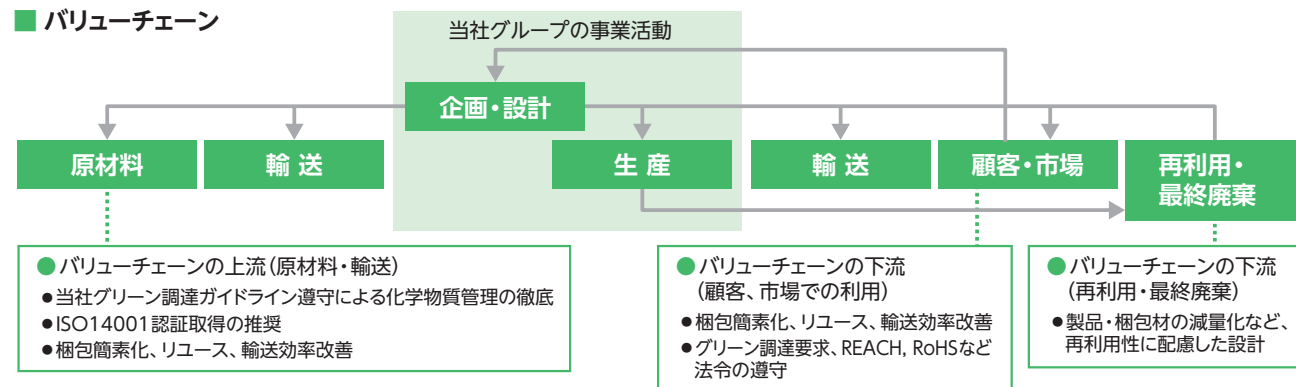 バリューチェーン
当社グループの事業活動
企画・設計
原材料
輸 送
生 産
輸 送
顧客・市場
再利用・
最終廃棄
●バリューチェーンの上流(原材料・輸送)
●当社グリーン調達ガイドライン遵守による化学物質管理の徹底
●ISO14001認証取得の推奨
●梱包簡素化、リユース、輸送効率改善
●バリューチェーンの下流
(顧客、市場での利用)
●梱包簡素化、リユース、輸送効率改善
●グリーン調達要求、REACH, RoHSなど
法令の遵守
●バリューチェーンの下流
(再利用・最終廃棄)
●製品・梱包材の減量化など、
再利用性に配慮した設計